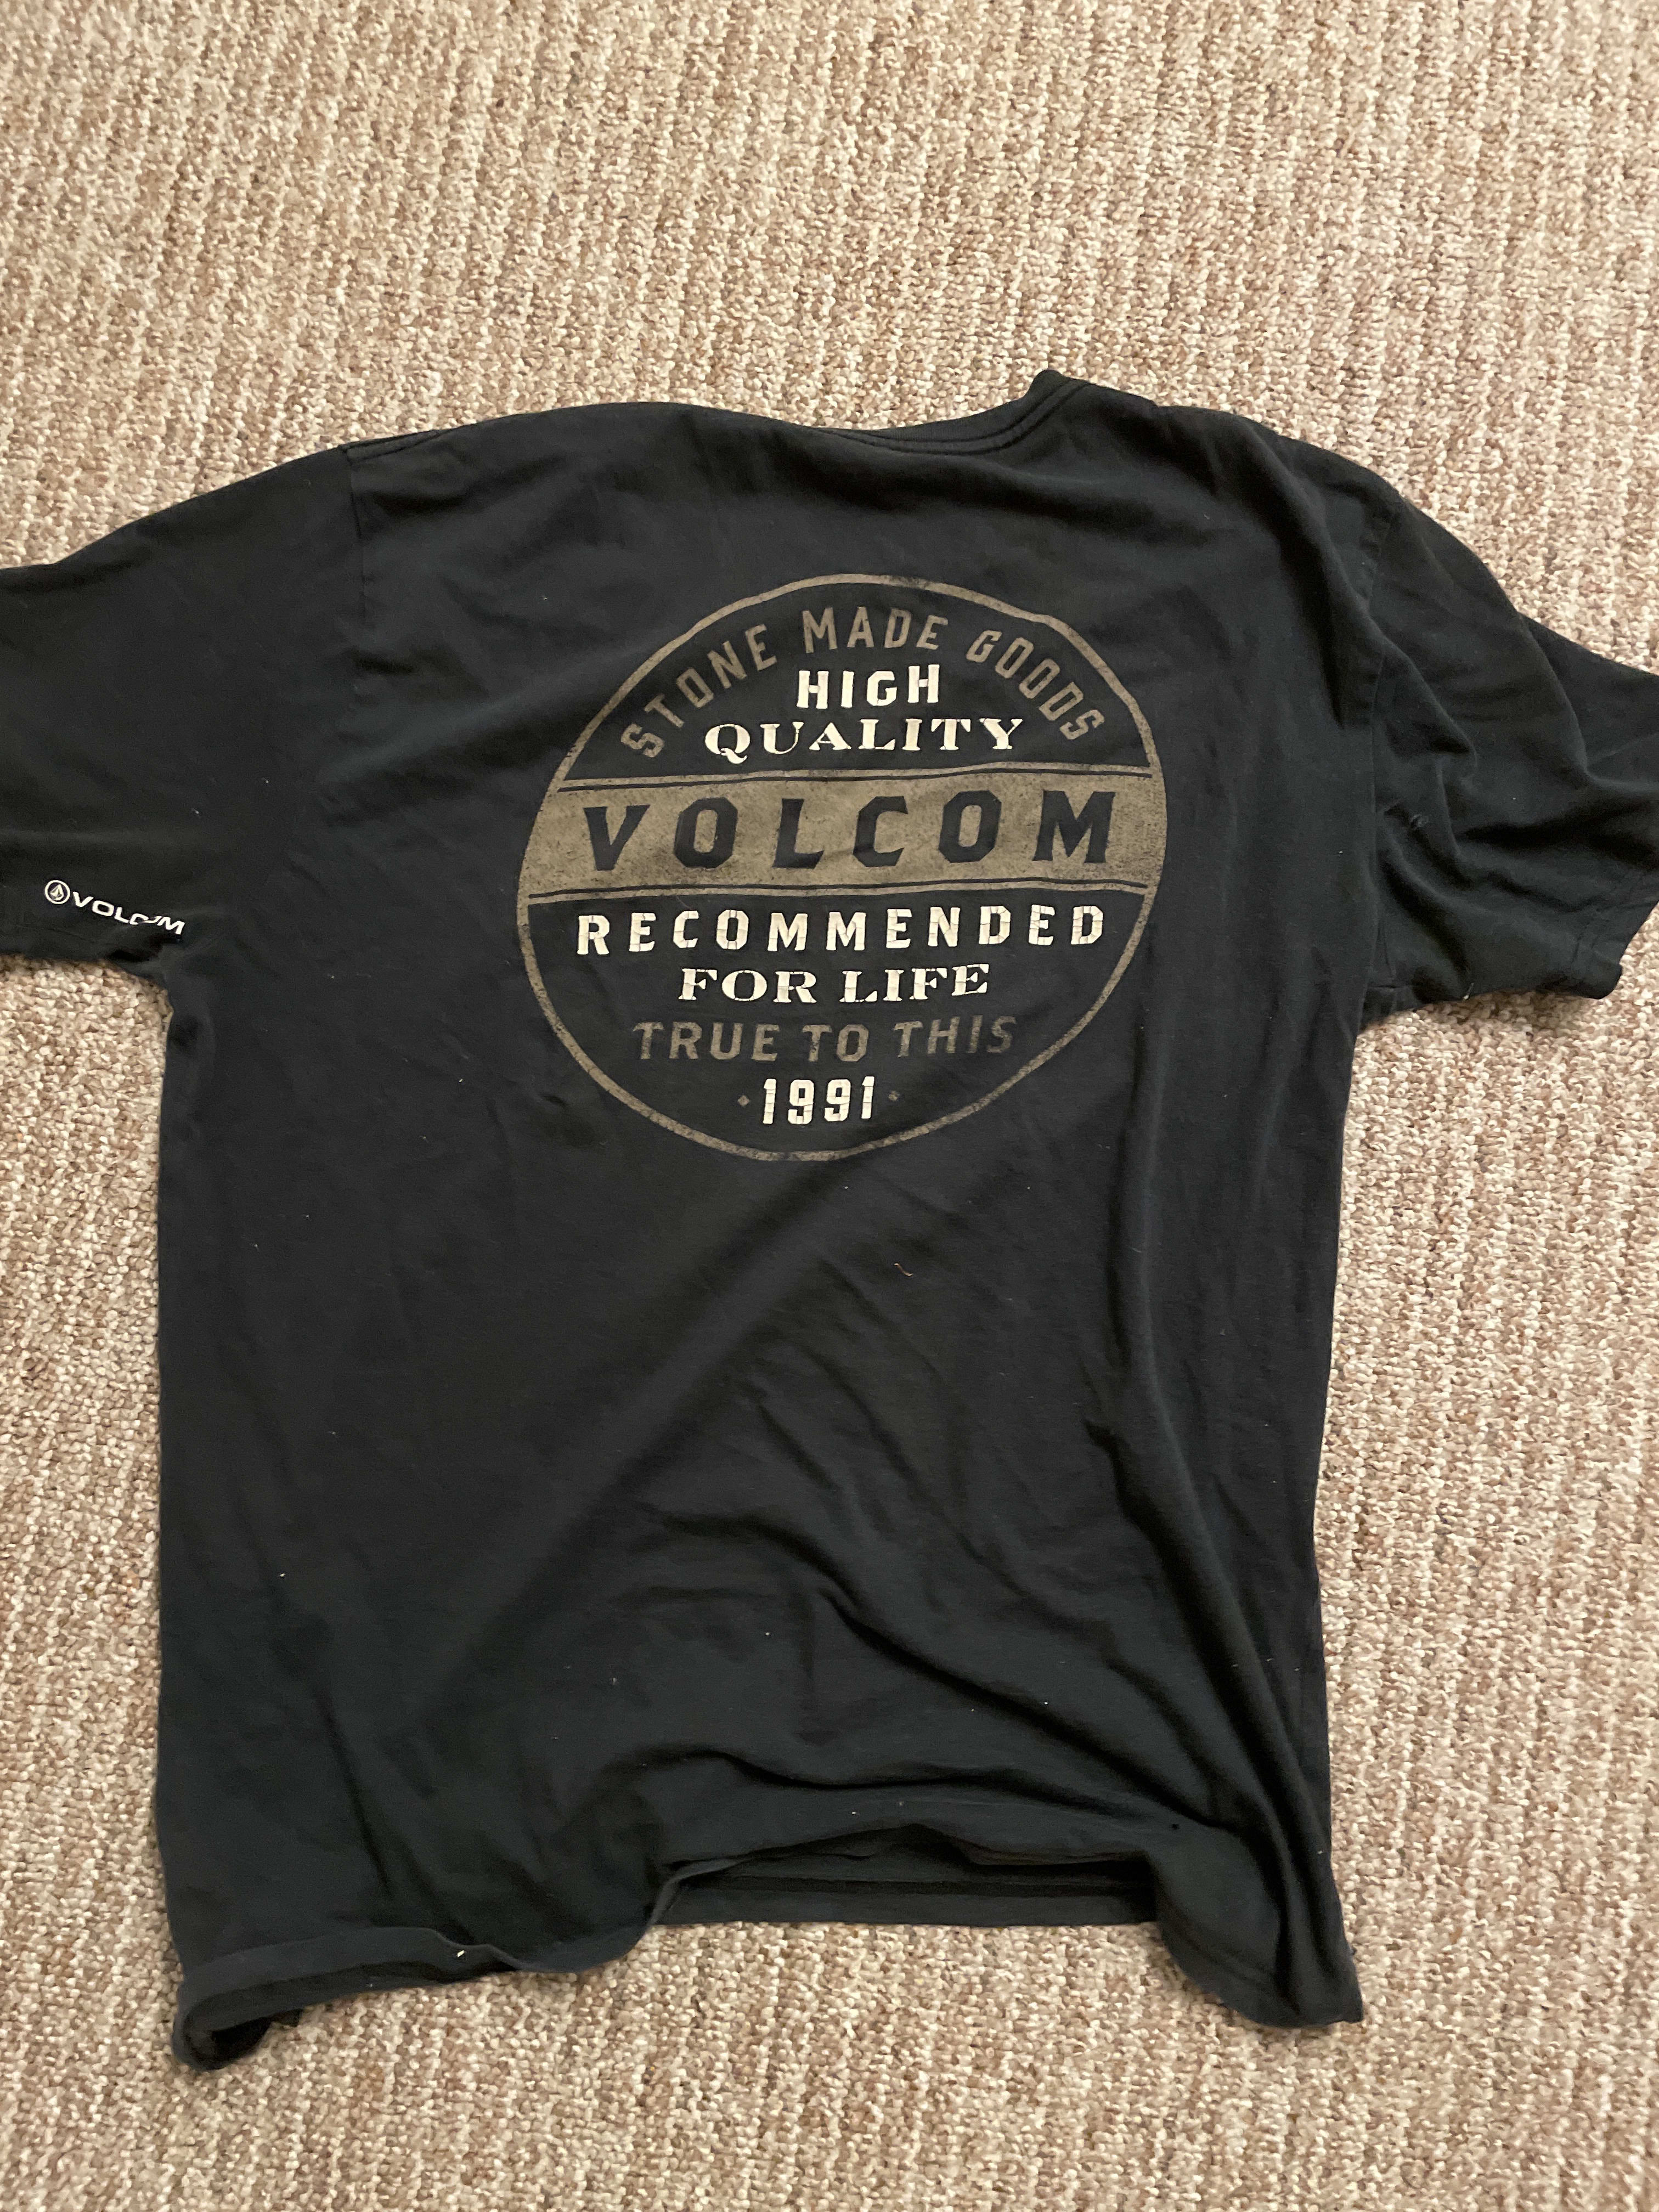 STONE MADE GOODS
HIGH
QUALITY
VOLCOM
RECOMMENDED
FOR LIFE
TRUE TO THIS
1991
VOLCOM